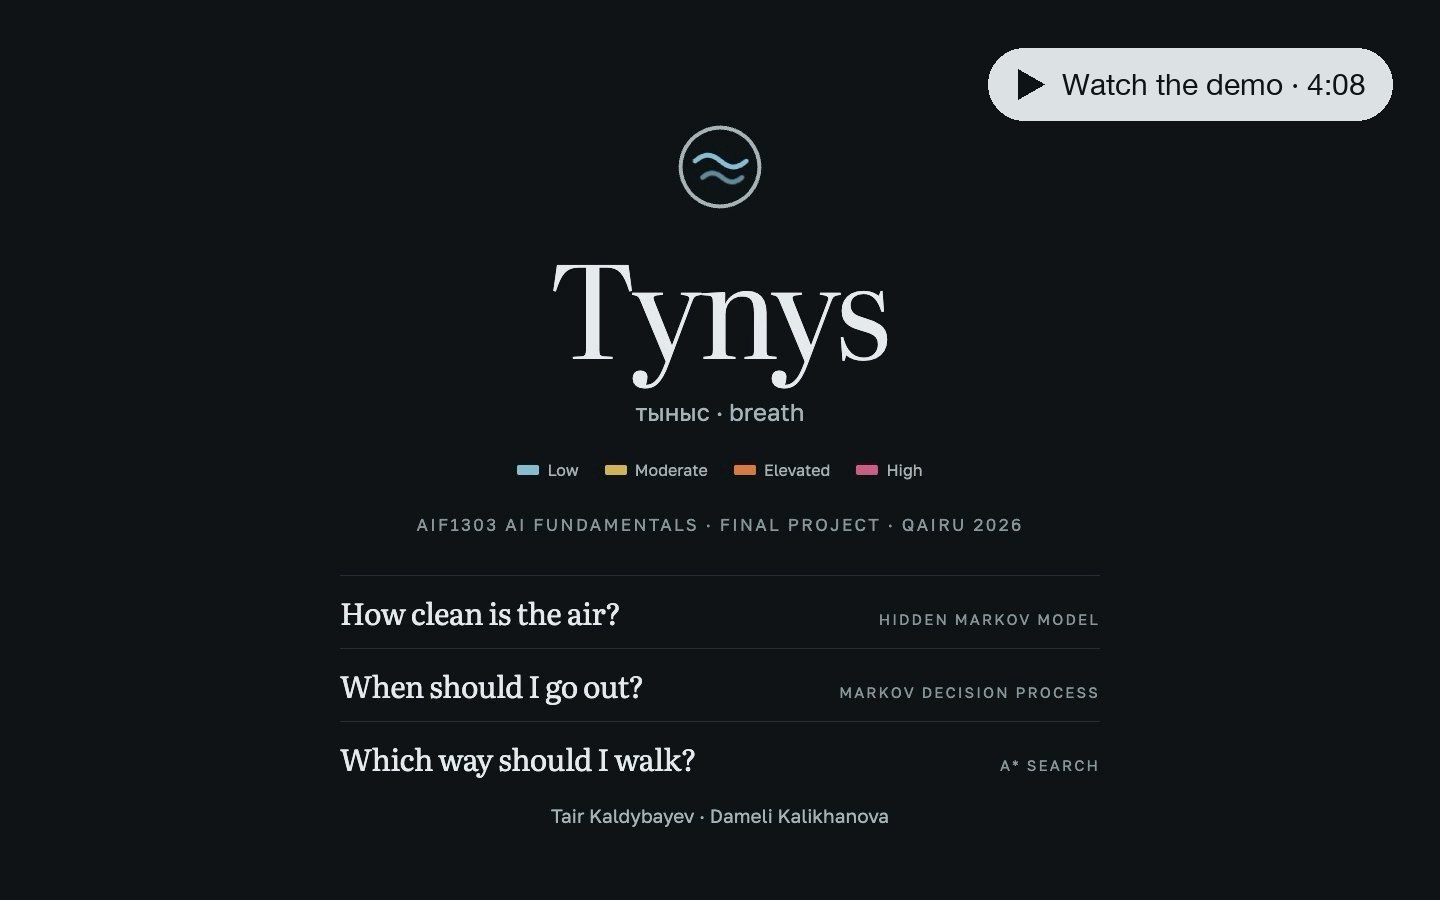 Watch the demo · 4:08
Tynys
тыныс · breath
Low Moderate Elevated High
AIF1303 AI FUNDAMENTALS · FINAL PROJECT · QAIRU 2026
How clean is the air? HIDDEN MARKOV MODEL
When should I go out? MARKOV DECISION PROCESS
Which way should I walk? A* SEARCH
Tair Kaldybayev · Dameli Kalikhanova